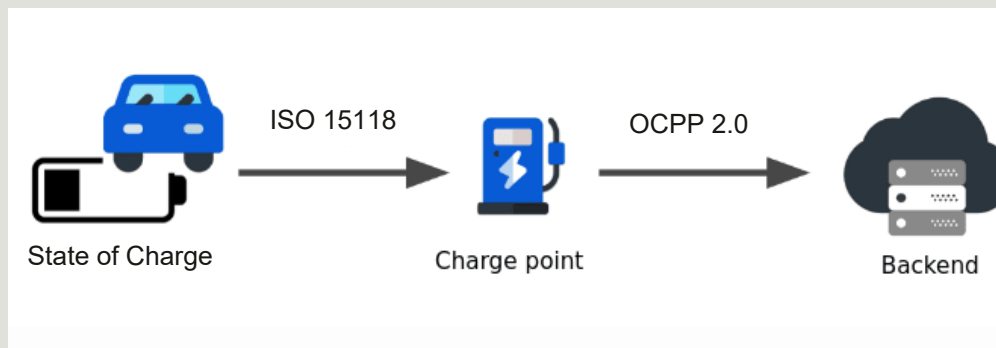 ISO 15118
OCPP 2.0
State of Charge
Charge point
Backend